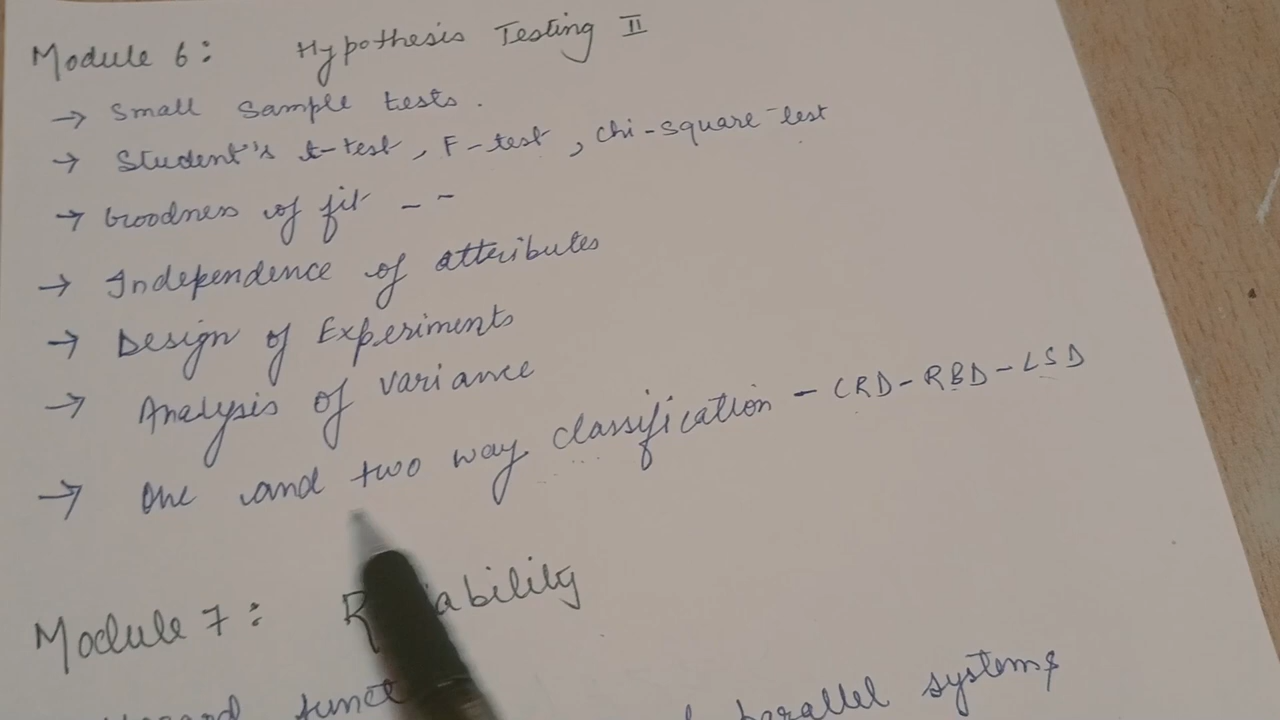 Module 6: Hypothesis Testing II
→ Small Sample tests.
→ Student's t-test, F-test, Chi-square-test
→ Goodness of fit - -
→ Independence of attributes
→ Design of Experiments
→ Analysis of variance
→ One and two way classification - CRD-RBD-LSD
Module 7: Reliability
funct parallel systems